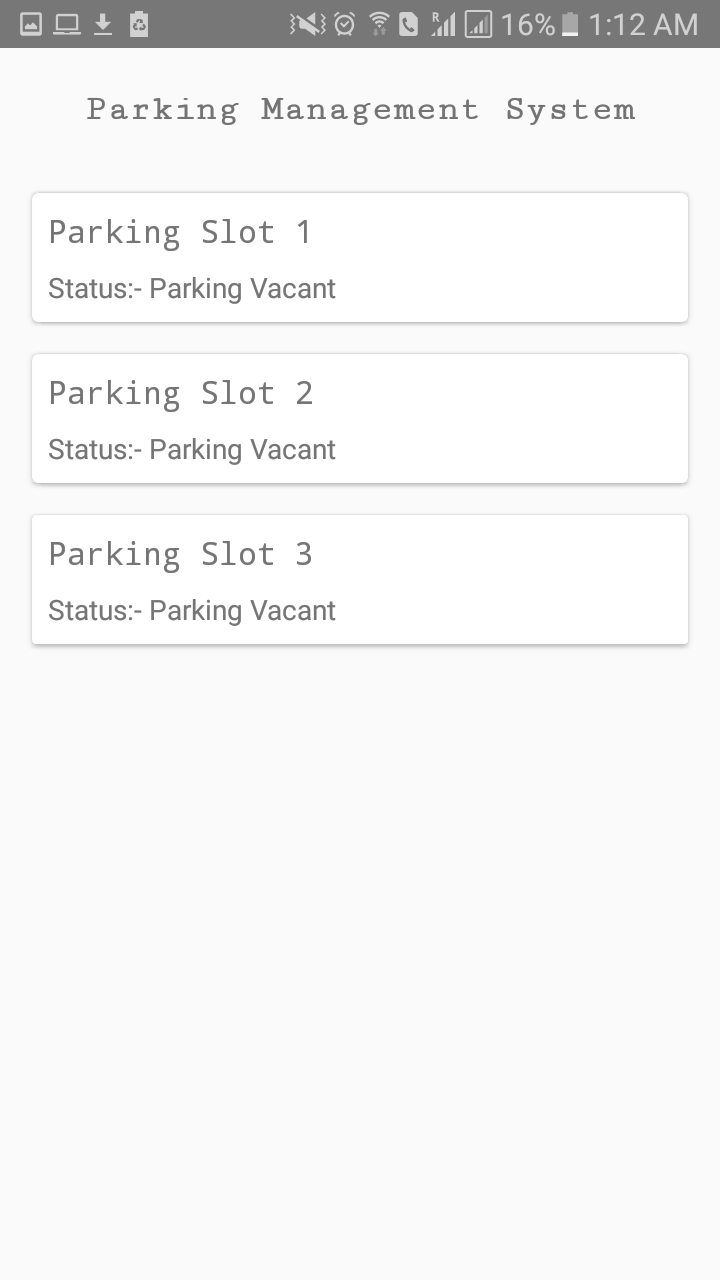 R 16% 1:12 AM
Parking Management System
Parking Slot 1
Status:- Parking Vacant
Parking Slot 2
Status:- Parking Vacant
Parking Slot 3
Status:- Parking Vacant